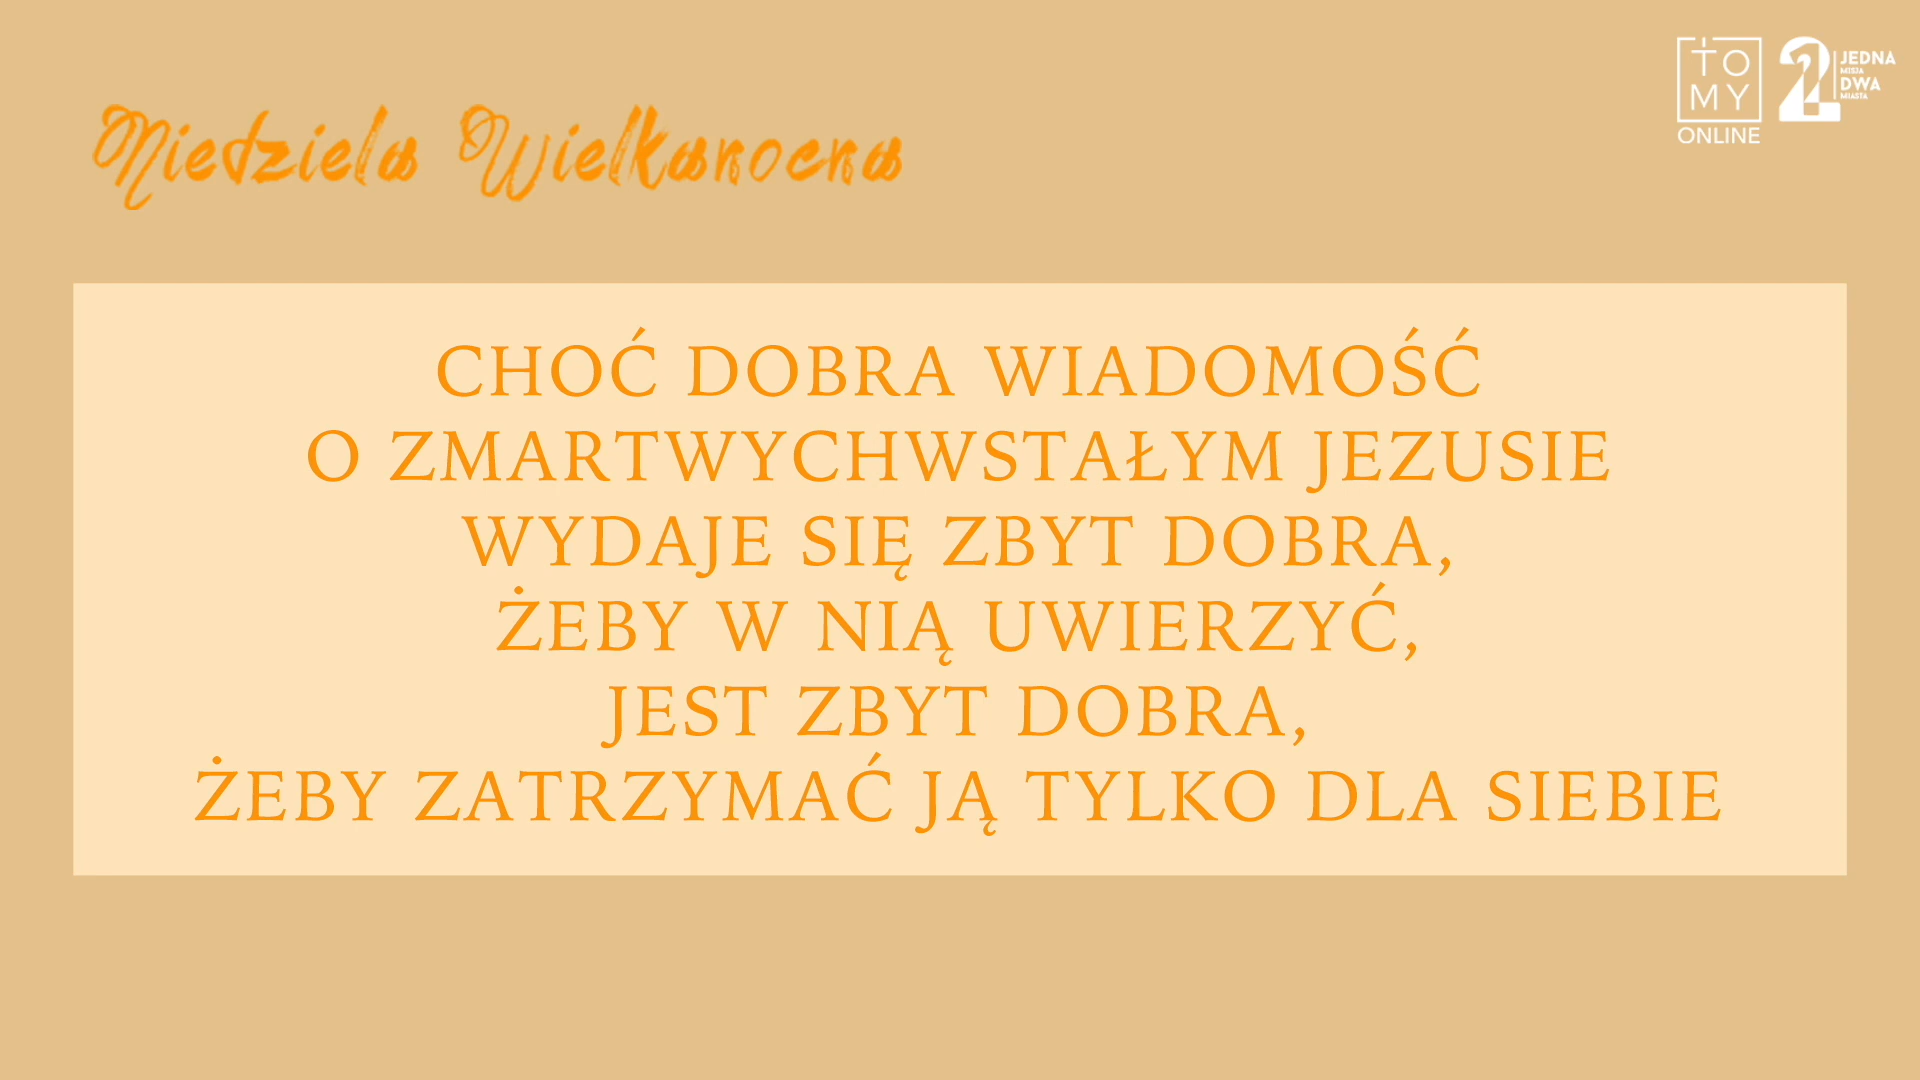 Niedziela Wielkanocna
TO
MY
ONLINE
2
JEDNA
MISJA
DWA
MIASTA
CHOĆ DOBRA WIADOMOŚĆ
O ZMARTWYCHWSTAŁYM JEZUSIE
WYDAJE SIĘ ZBYT DOBRA,
ŻEBY W NIĄ UWIERZYĆ,
JEST ZBYT DOBRA,
ŻEBY ZATRZYMAĆ JĄ TYLKO DLA SIEBIE